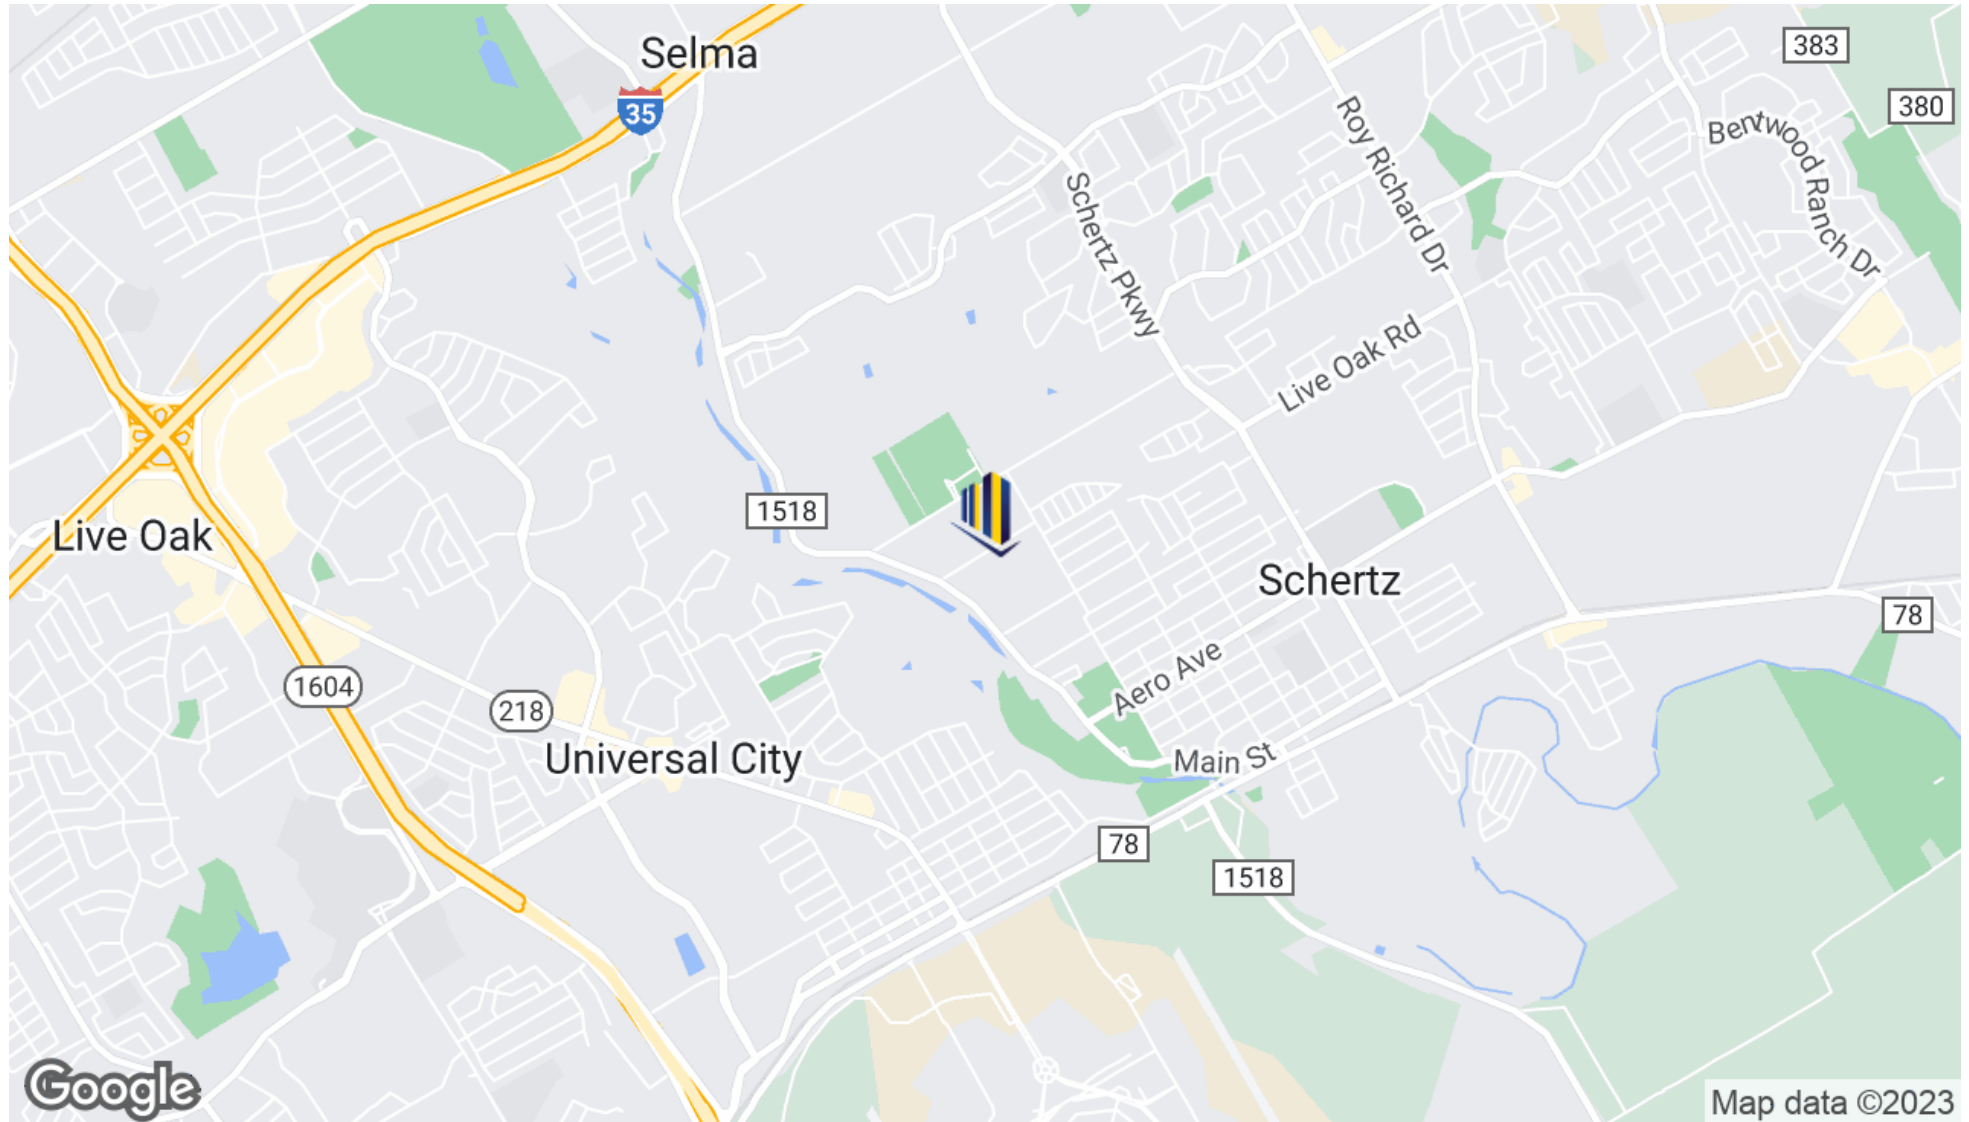 Selma
35
383
380
Bentwood Ranch Dr
Roy Richard Dr
Schertz Pkwy
Live Oak Rd
1518
Live Oak
Schertz
78
1604
218
Aero Ave
Universal City
Main St
78
1518
Google
Map data ©2023